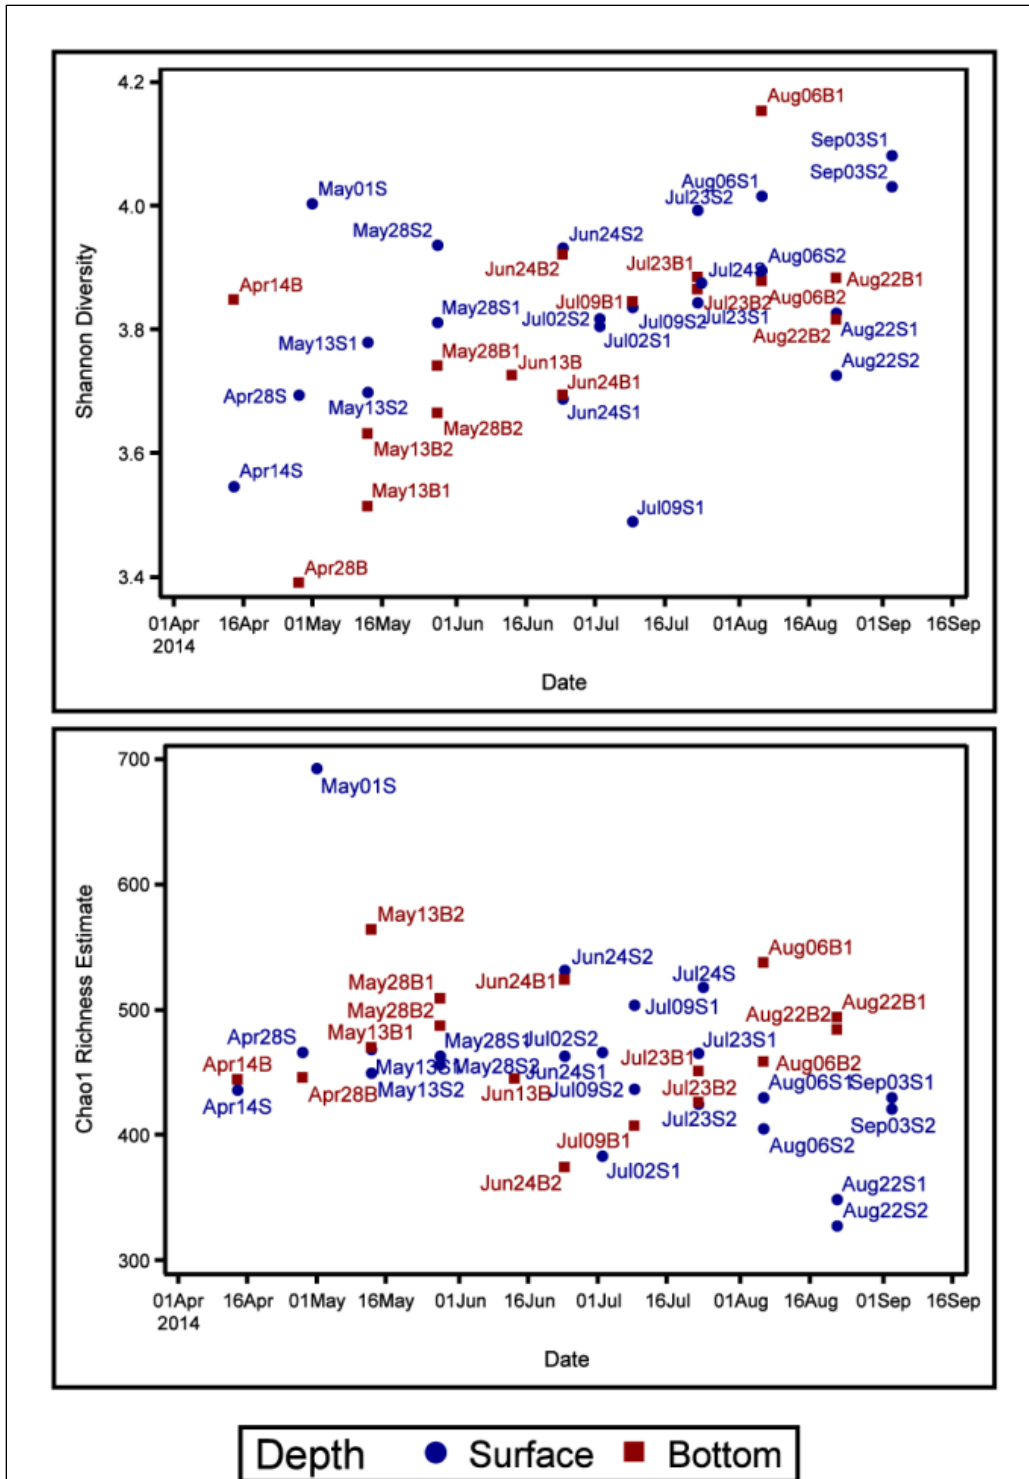 4.2
4.0
3.8
3.6
3.4
Shannon Diversity
Aug06B1
Sep03S1
Sep03S2
May01S
Aug06S1
Jul23S2
May28S2
Jun24S2
Jun24B2
Jul23B1
Jul24S
Aug06S2
Aug22B1
Apr14B
Jul09B1
Jul23B2
Aug06B2
May28S1
Jul02S2
Jul09S2
Jul23S1
Aug22S1
May13S1
Jul02S1
Aug22B2
May28B1
Jun13B
Aug22S2
Apr28S
May13S2
Jun24B1
Jun24S1
May28B2
May13B2
Apr14S
May13B1
Jul09S1
Apr28B
01Apr 16Apr 01May 16May 01Jun 16Jun 01Jul 16Jul 01Aug 16Aug 01Sep 16Sep
2014
Date
700
600
500
400
300
Chao1 Richness Estimate
May01S
May13B2
Aug06B1
Jun24S2
Jul24S
May28B1
Jun24B1
Jul09S1
Aug22B1
May28B2
Aug22B2
Apr28S
May13B1
May28S1
Jul02S2
Jul23S1
Apr14B
May13S1
May28S2
Jun24S1
Jul23B1
Aug06B2
Apr14S
Apr28B
May13S2
Jun13B
Jul09S2
Jul23B2
Aug06S1
Sep03S1
Jul23S2
Sep03S2
Jul09B1
Aug06S2
Jun24B2
Jul02S1
Aug22S1
Aug22S2
01Apr 16Apr 01May 16May 01Jun 16Jun 01Jul 16Jul 01Aug 16Aug 01Sep 16Sep
2014
Date
Depth Surface Bottom